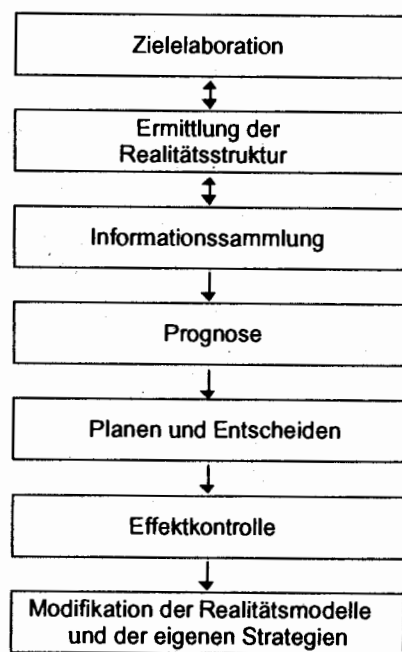 Zielelaboration
Ermittlung der
Realitätsstruktur
Informationssammlung
Prognose
Planen und Entscheiden
Effektkontrolle
Modifikation der Realitätsmodelle
und der eigenen Strategien